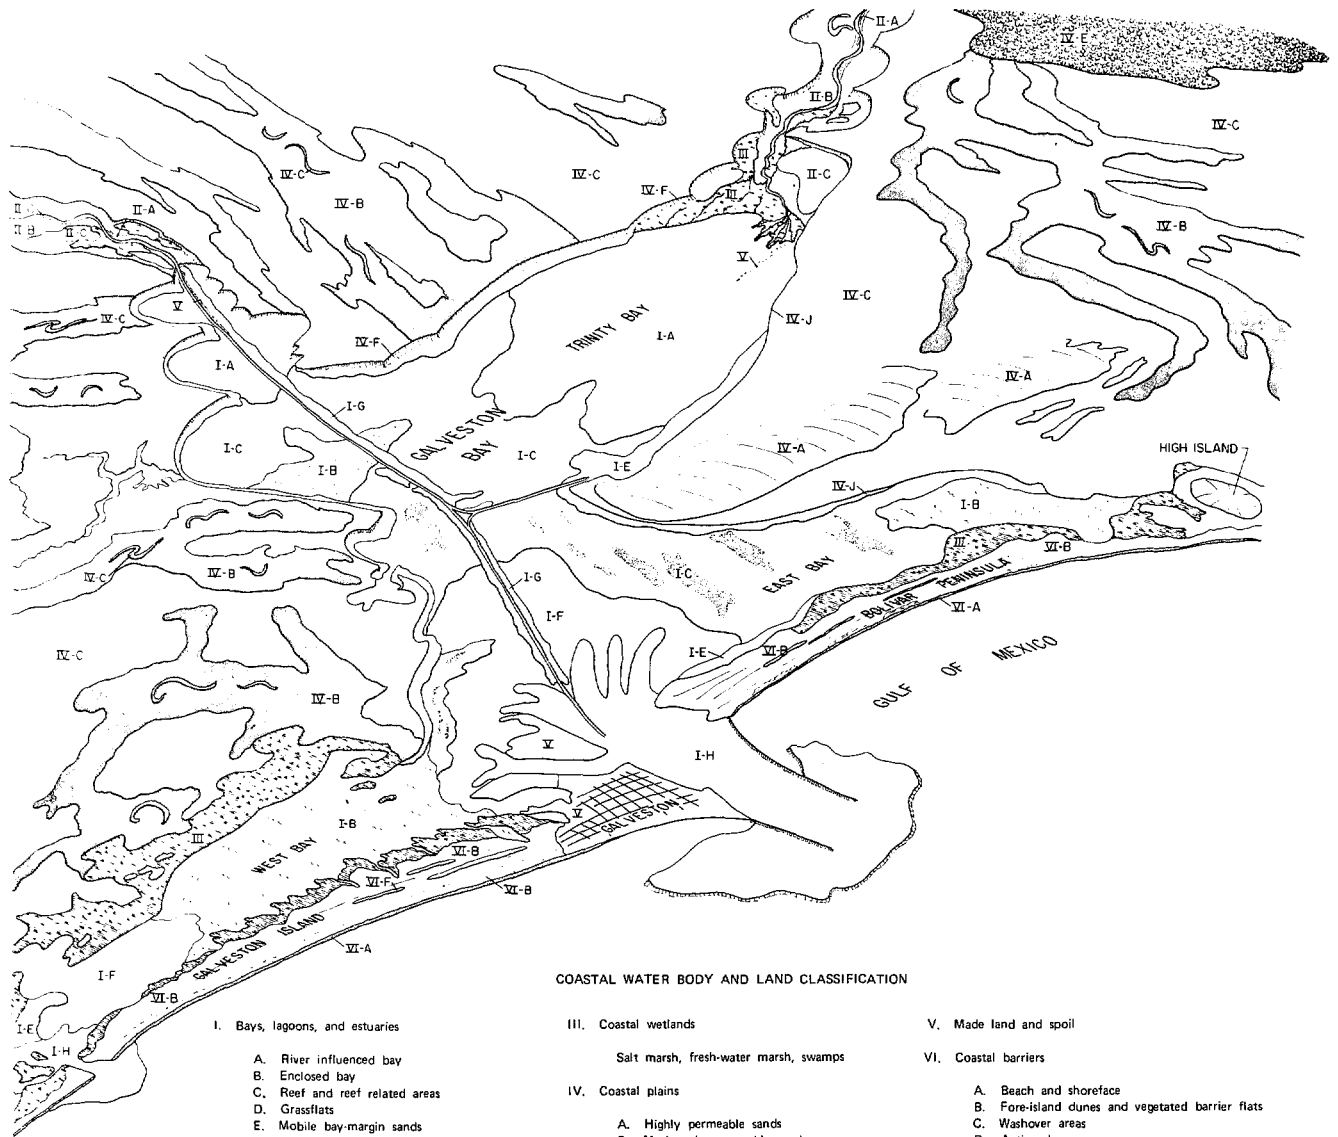 II-A
IV-E
II-B
IV-C
III
IV-C
IV-C
II-C
IV-F
III
IV-B
II-A
IV-B
II-B
V
IV-C
V
IV-C
TRINITY BAY
IV-J
I-A
IV-F
I-A
IV-A
I-G
GALVESTON
BAY
I-C
I-B
I-C
I-E
IV-A
HIGH ISLAND
IV-J
I-B
III
VI-B
IV-C
IV-B
I-G
I-C
EAST BAY
BOLIVAR PENINSULA
VI-A
I-F
IV-C
I-E
VI-B
GULF OF MEXICO
IV-B
V
I-H
V
GALVESTON
I-B
III
WEST BAY
VI-B
VI-F
VI-B
GALVESTON ISLAND
VI-A
I-F
VI-B
I-E
I-H
COASTAL WATER BODY AND LAND CLASSIFICATION
I. Bays, lagoons, and estuaries
A. River influenced bay
B. Enclosed bay
C. Reef and reef related areas
D. Grassflats
E. Mobile bay-margin sands
III. Coastal wetlands
Salt marsh, fresh-water marsh, swamps
IV. Coastal plains
A. Highly permeable sands
V. Made land and spoil
VI. Coastal barriers
A. Beach and shoreface
B. Fore-island dunes and vegetated barrier flats
C. Washover areas